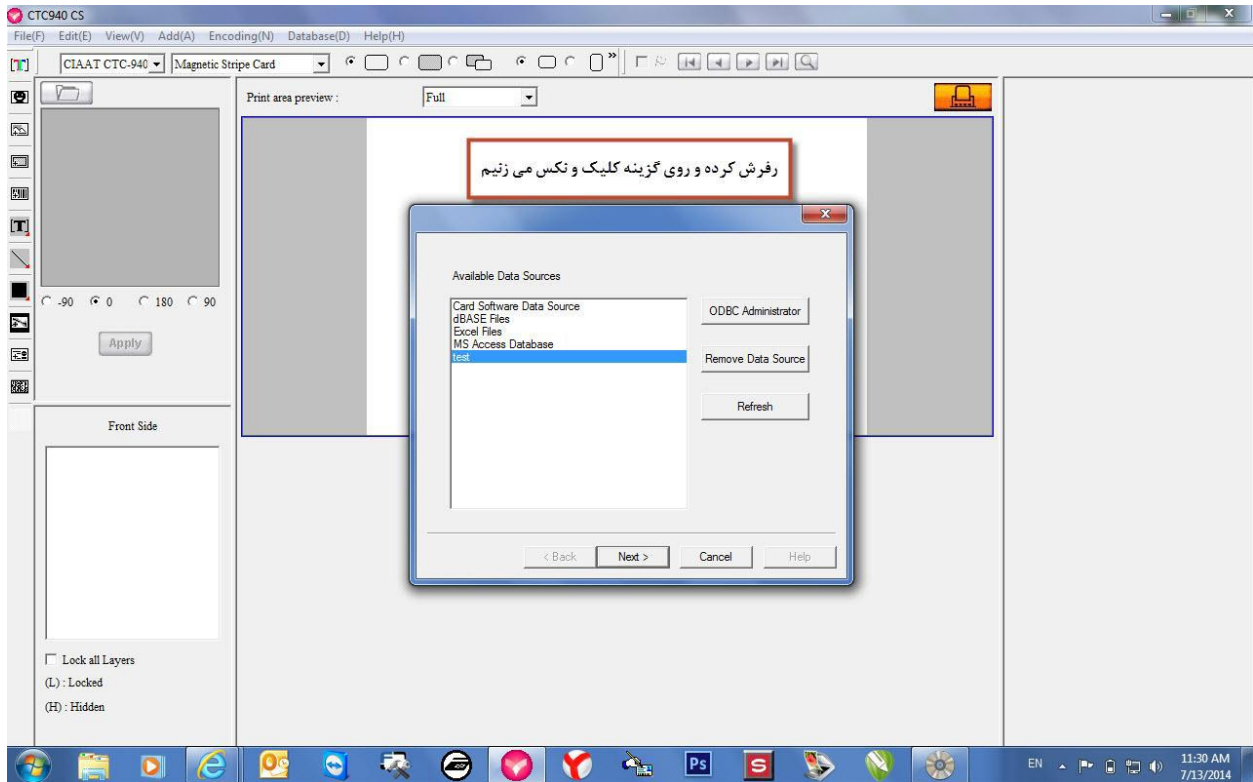 CTC940 CS
File(F) Edit(E) View(V) Add(A) Encoding(N) Database(D) Help(H)
CIAAT CTC-940 Magnetic Stripe Card
Print area preview : Full
رفرش کرده و روی گزینه کلیک و نکس می زنیم
Available Data Sources
Card Software Data Source
dBASE Files
Excel Files
MS Access Database
test
ODBC Administrator
Remove Data Source
Refresh
< Back Next > Cancel Help
-90 0 180 90
Apply
Front Side
Lock all Layers
(L) : Locked
(H) : Hidden
Ps S
EN 11:30 AM
7/13/2014